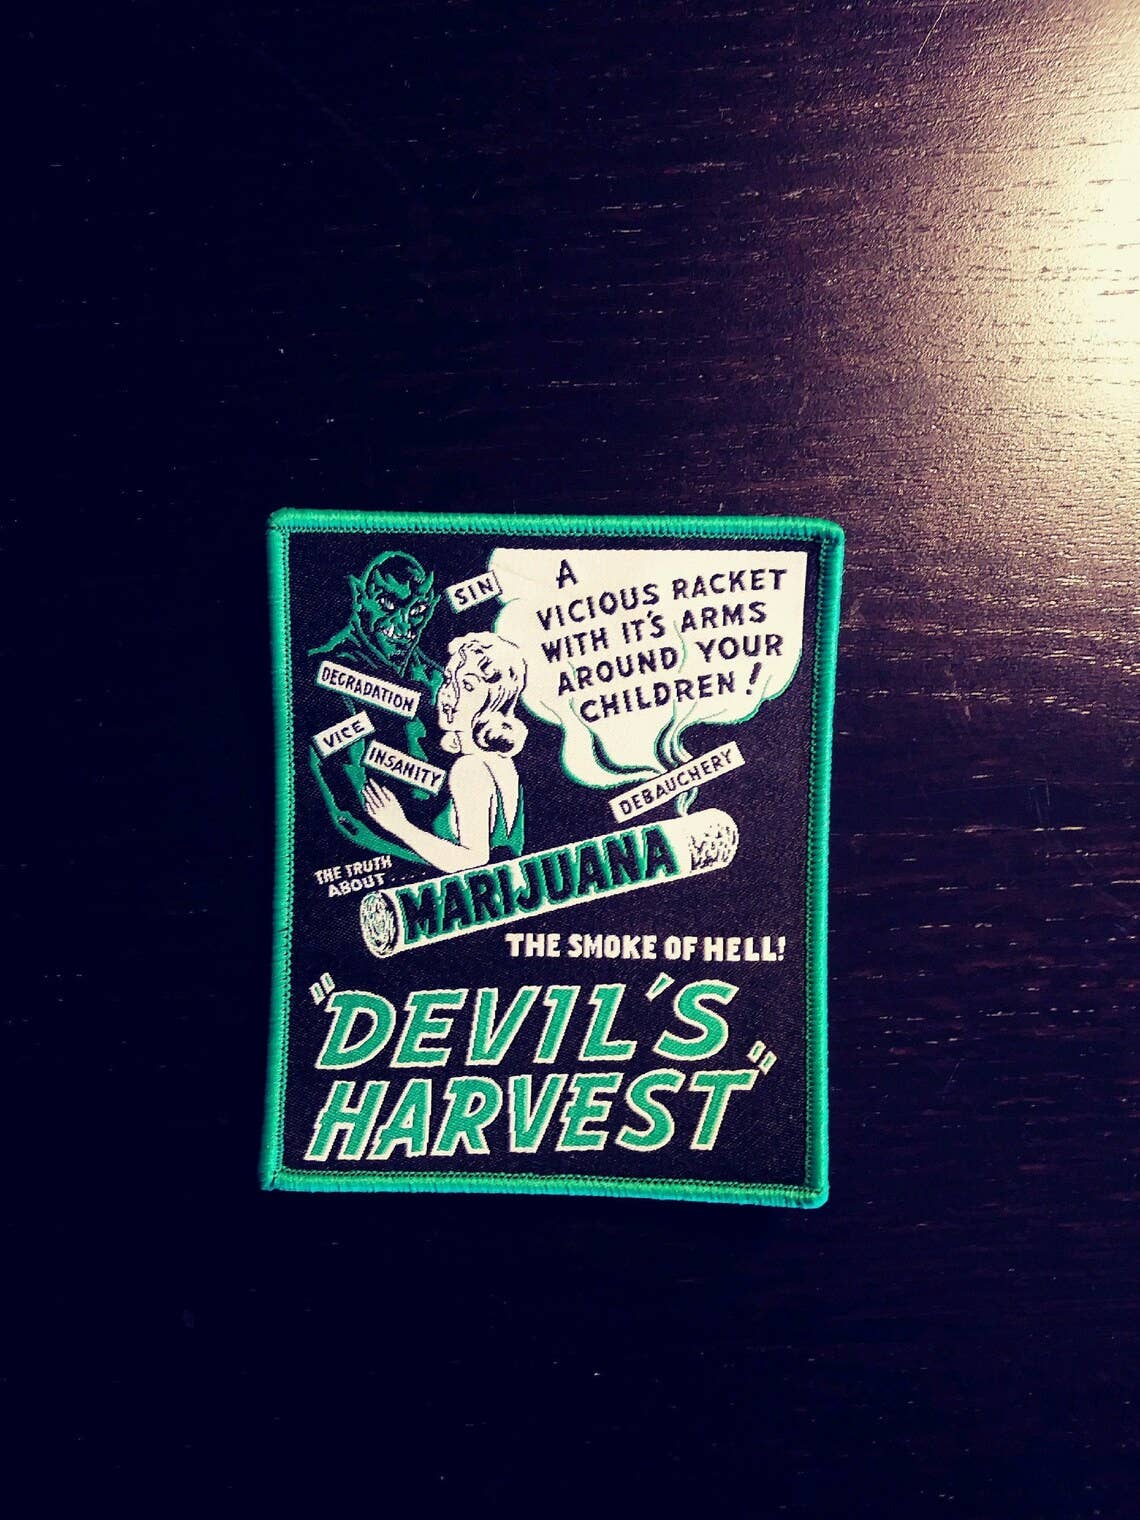 SIN
A
VICIOUS RACKET
WITH IT'S ARMS
AROUND YOUR
CHILDREN!
DEGRADATION
VICE
INSANITY
DEBAUCHERY
THE TRUTH
ABOUT....
MARIJUANA
THE SMOKE OF HELL!
"DEVIL'S
HARVEST"